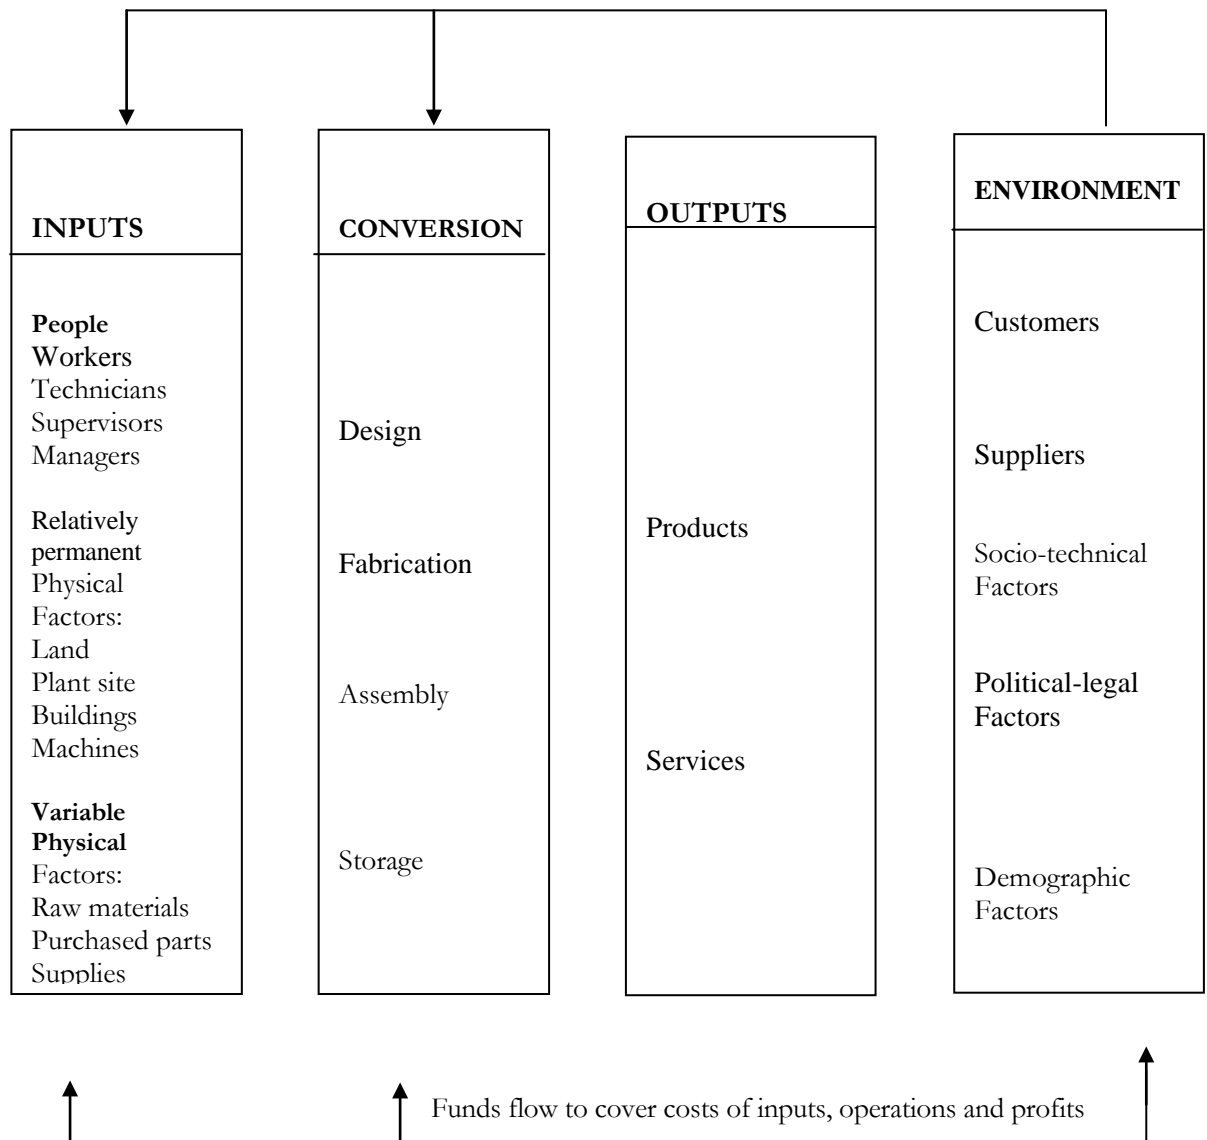 INPUTS
People
Workers
Technicians
Supervisors
Managers
Relatively
permanent
Physical
Factors:
Land
Plant site
Buildings
Machines
Variable
Physical
Factors:
Raw materials
Purchased parts
Supplies
CONVERSION
Design
Fabrication
Assembly
Storage
OUTPUTS
Products
Services
ENVIRONMENT
Customers
Suppliers
Socio-technical
Factors
Political-legal
Factors
Demographic
Factors
Funds flow to cover costs of inputs, operations and profits